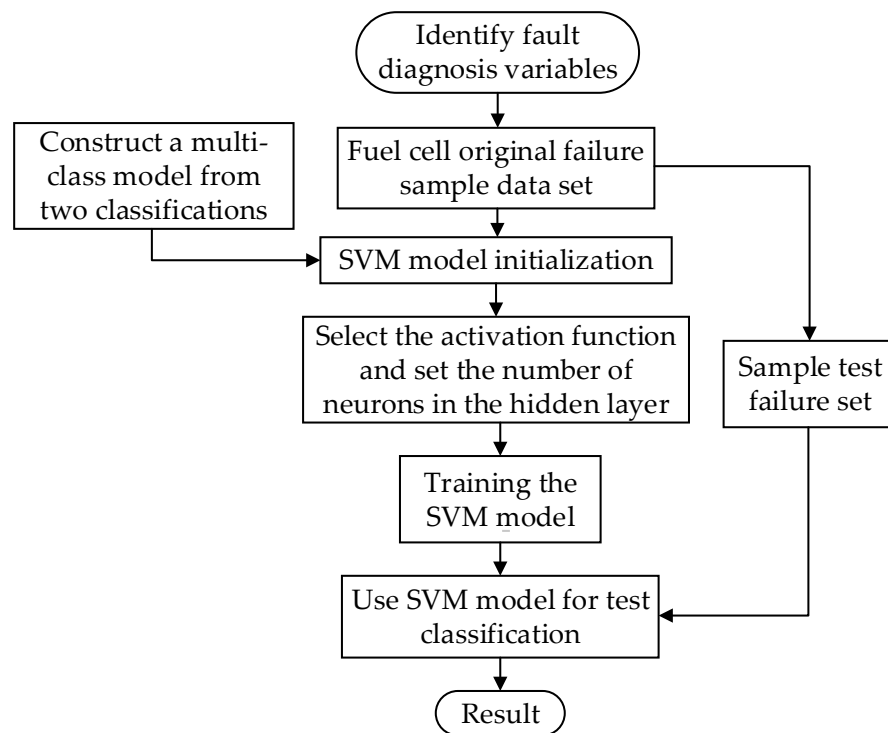 Identify fault
diagnosis variables
Construct a multi-
class model from
two classifications
Fuel cell original failure
sample data set
SVM model initialization
Select the activation function
and set the number of
neurons in the hidden layer
Sample test
failure set
Training the
SVM model
Use SVM model for test
classification
Result